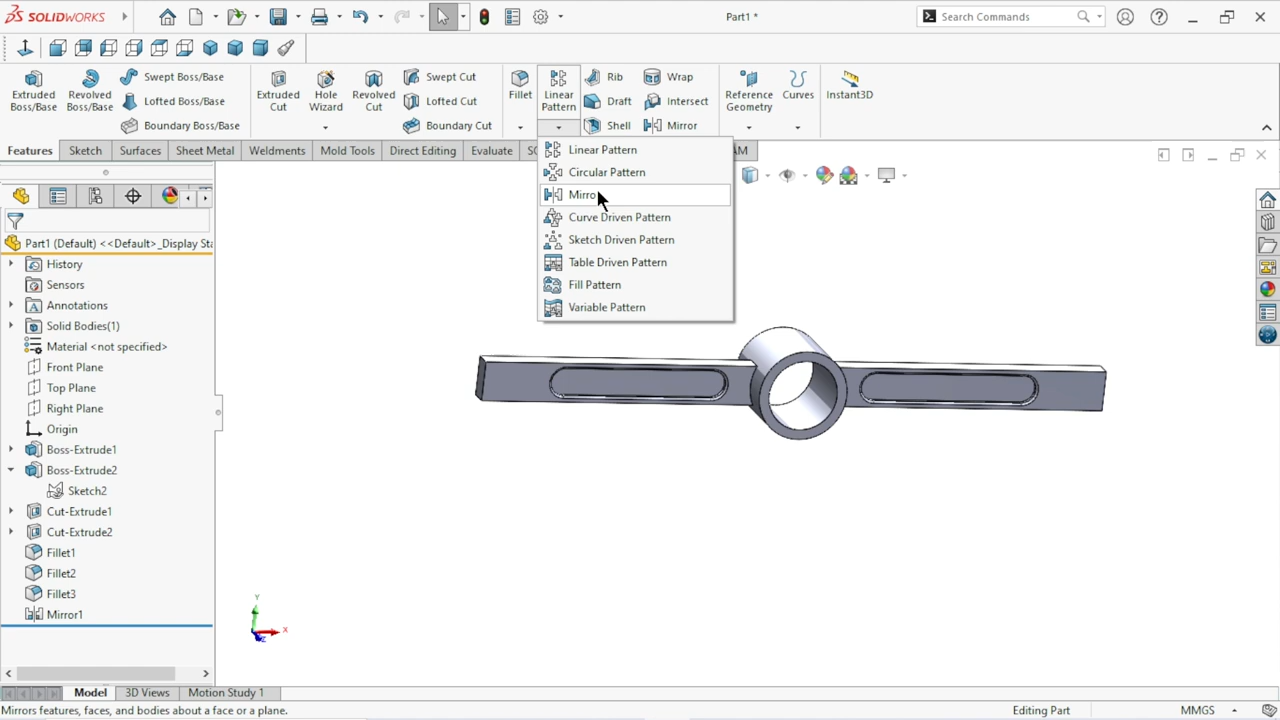 SOLIDWORKS
Part1 *
Search Commands
Extruded Boss/Base
Revolved Boss/Base
Swept Boss/Base
Lofted Boss/Base
Boundary Boss/Base
Extruded Cut
Hole Wizard
Revolved Cut
Swept Cut
Lofted Cut
Boundary Cut
Fillet
Linear Pattern
Rib
Draft
Shell
Wrap
Intersect
Mirror
Reference Geometry
Curves
Instant3D
Features
Sketch
Surfaces
Sheet Metal
Weldments
Mold Tools
Direct Editing
Evaluate
SO
AM
Linear Pattern
Circular Pattern
Mirro
Curve Driven Pattern
Sketch Driven Pattern
Table Driven Pattern
Fill Pattern
Variable Pattern
Part1 (Default) <<Default>_Display Sta
History
Sensors
Annotations
Solid Bodies(1)
Material <not specified>
Front Plane
Top Plane
Right Plane
Origin
Boss-Extrude1
Boss-Extrude2
Sketch2
Cut-Extrude1
Cut-Extrude2
Fillet1
Fillet2
Fillet3
Mirror1
Y
X
Z
Model
3D Views
Motion Study 1
Mirrors features, faces, and bodies about a face or a plane.
Editing Part
MMGS